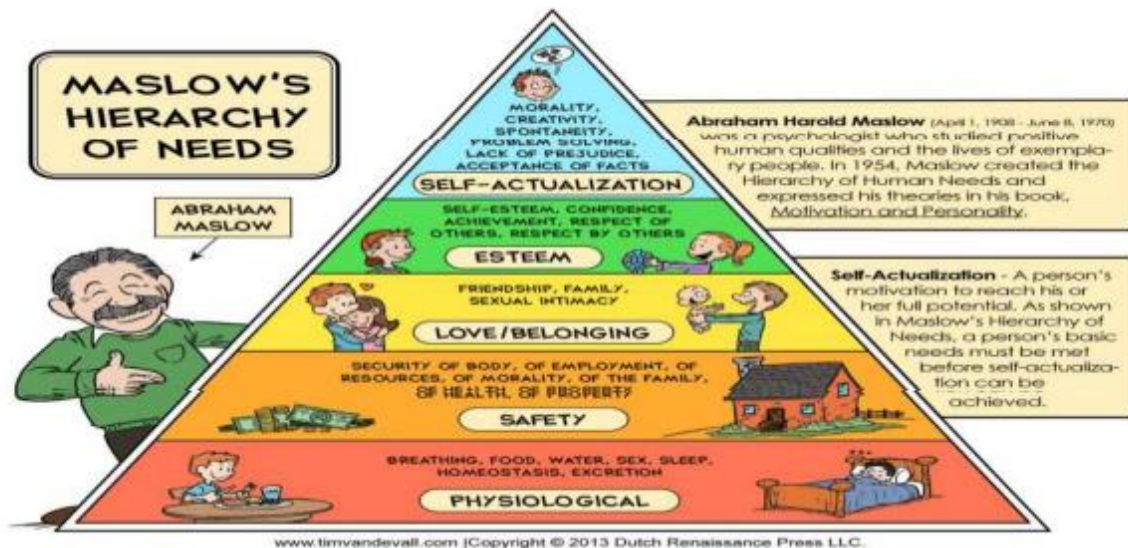 MASLOW'S
HIERARCHY
OF NEEDS
ABRAHAM
MASLOW
MORALITY,
CREATIVITY,
SPONTANEITY,
PROBLEM SOLVING,
LACK OF PREJUDICE,
ACCEPTANCE OF FACTS
SELF-ACTUALIZATION
SELF-ESTEEM, CONFIDENCE,
ACHIEVEMENT, RESPECT OF
OTHERS, RESPECT BY OTHERS
ESTEEM
FRIENDSHIP, FAMILY,
SEXUAL INTIMACY
LOVE/BELONGING
SECURITY OF BODY, OF EMPLOYMENT, OF
RESOURCES, OF MORALITY, OF THE FAMILY,
OF HEALTH, OF PROPERTY
SAFETY
BREATHING, FOOD, WATER, SEX, SLEEP,
HOMEOSTASIS, EXCRETION
PHYSIOLOGICAL
Abraham Harold Maslow (April 1, 1908 - June 8, 1970)
was a psychologist who studied positive
human qualities and the lives of exempla-
ry people. In 1954, Maslow created the
Hierarchy of Human Needs and
expressed his theories in his book,
Motivation and Personality.
Self-Actualization - A person's
motivation to reach his or
her full potential. As shown
in Maslow's Hierarchy of
Needs, a person's basic
needs must be met
before self-actualiza-
tion can be
achieved.
www.timvandevall.com |Copyright © 2013 Dutch Renaissance Press LLC.